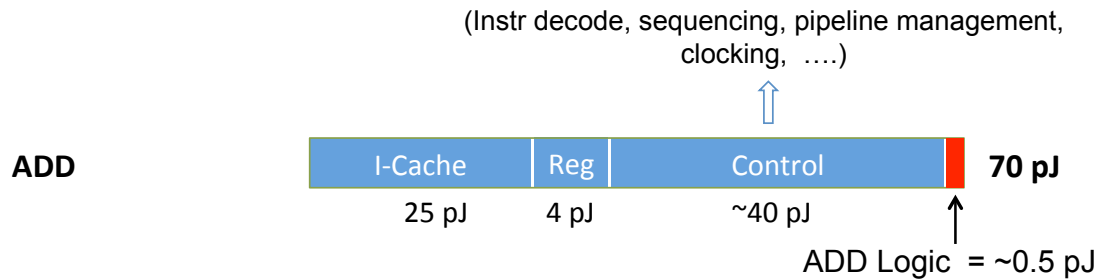 (Instr decode, sequencing, pipeline management,
clocking, ....)
ADD I-Cache Reg Control 70 pJ
25 pJ 4 pJ ~40 pJ
ADD Logic = ~0.5 pJ